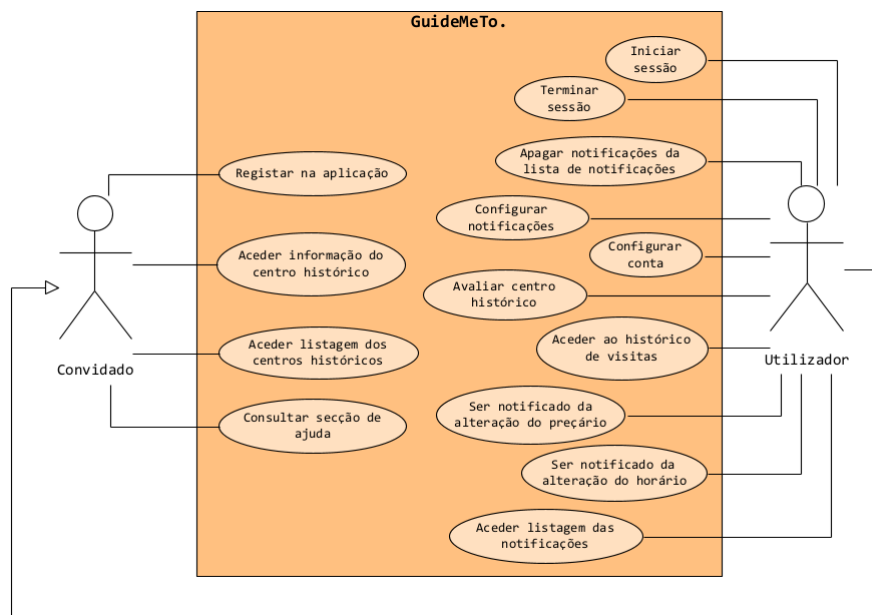 GuideMeTo.
Iniciar
sessão
Terminar
sessão
Apagar notificações da
lista de notificações
Registar na aplicação
Configurar
notificações
Configurar
conta
Aceder informação do
centro histórico
Avaliar centro
histórico
Aceder ao histórico
de visitas
Aceder listagem dos
centros históricos
Convidado
Utilizador
Ser notificado da
alteração do preçário
Consultar secção de
ajuda
Ser notificado da
alteração do horário
Aceder listagem das
notificações